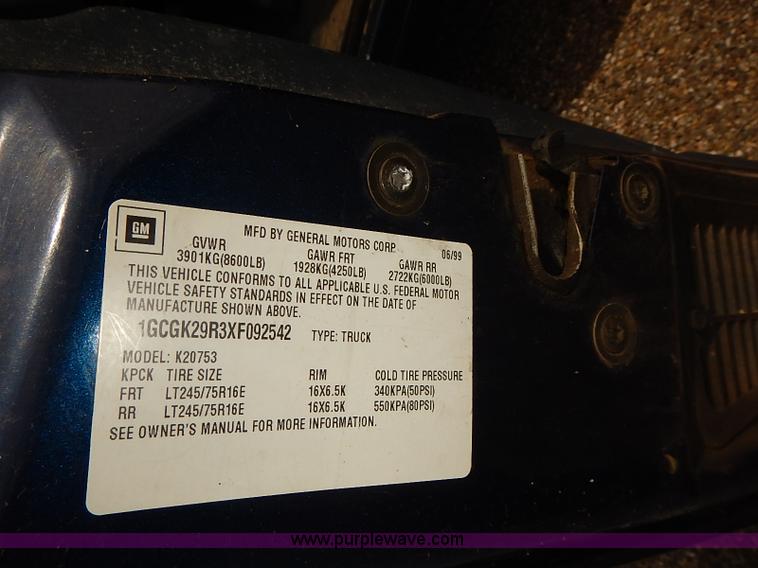 GM
MFD BY GENERAL MOTORS CORP. 06/99
GVWR GAWR FRT GAWR RR
3901KG(8600LB) 1928KG(4250LB) 2722KG(6000LB)
THIS VEHICLE CONFORMS TO ALL APPLICABLE U.S. FEDERAL MOTOR
VEHICLE SAFETY STANDARDS IN EFFECT ON THE DATE OF
MANUFACTURE SHOWN ABOVE.
1GCGK29R3XF092542 TYPE: TRUCK
MODEL: K20753
KPCK TIRE SIZE RIM COLD TIRE PRESSURE
FRT LT245/75R16E 16X6.5K 340KPA(50PSI)
RR LT245/75R16E 16X6.5K 550KPA(80PSI)
SEE OWNER'S MANUAL FOR MORE INFORMATION.
www.purplewave.com